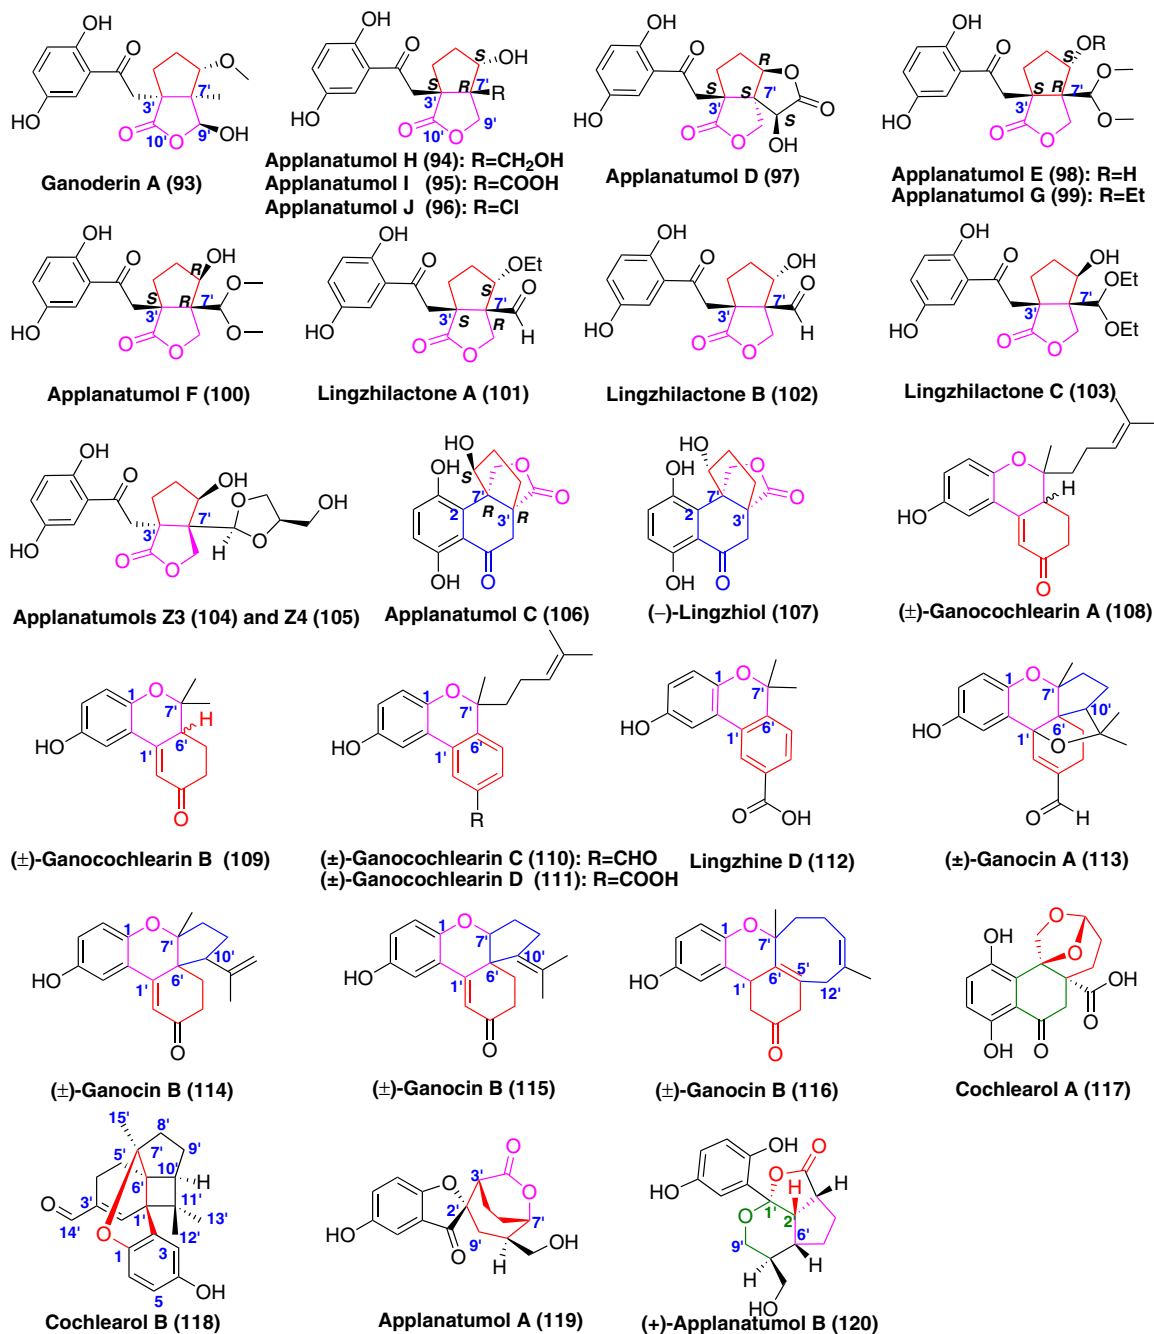 Ganoderin A (93)
Applanatumol H (94): R=CH₂OH
Applanatumol I (95): R=COOH
Applanatumol J (96): R=Cl
Applanatumol D (97)
Applanatumol E (98): R=H
Applanatumol G (99): R=Et
Applanatumol F (100)
Lingzhilactone A (101)
Lingzhilactone B (102)
Lingzhilactone C (103)
Applanatumols Z3 (104) and Z4 (105)
Applanatumol C (106)
(−)-Lingzhiol (107)
(±)-Ganocochlearin A (108)
(±)-Ganocochlearin B (109)
(±)-Ganocochlearin C (110): R=CHO
(±)-Ganocochlearin D (111): R=COOH
Lingzhine D (112)
(±)-Ganocin A (113)
(±)-Ganocin B (114)
(±)-Ganocin B (115)
(±)-Ganocin B (116)
Cochlearol A (117)
Cochlearol B (118)
Applanatumol A (119)
(+)-Applanatumol B (120)